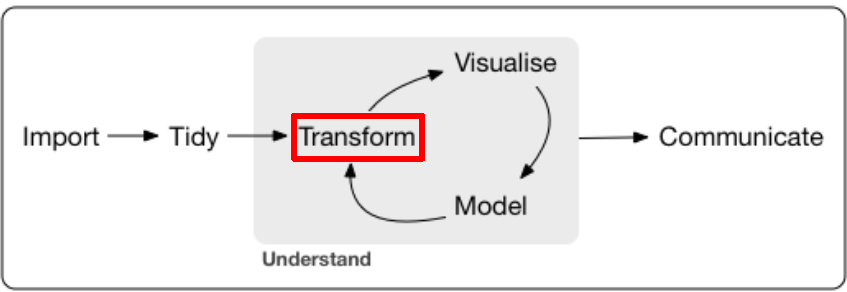 Visualise
Import
Tidy
Transform
Communicate
Model
Understand